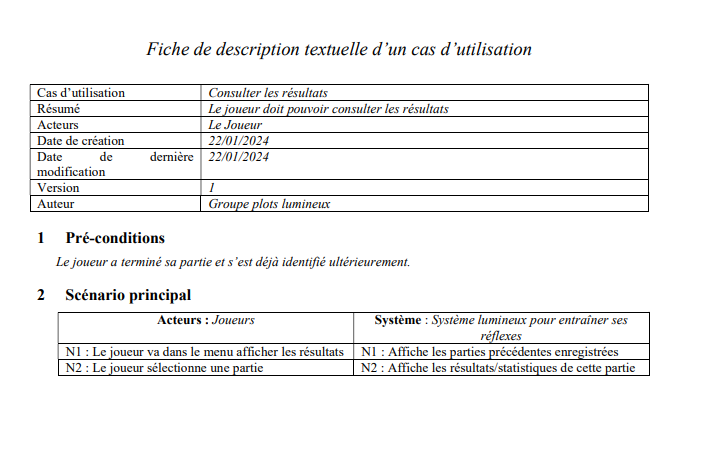 Fiche de description textuelle d’un cas d’utilisation
Cas d’utilisation Consulter les résultats
Résumé Le joueur doit pouvoir consulter les résultats
Acteurs Le Joueur
Date de création 22/01/2024
Date de dernière modification 22/01/2024
Version 1
Auteur Groupe plots lumineux
1 Pré-conditions
Le joueur a terminé sa partie et s’est déjà identifié ultérieurement.
2 Scénario principal
Acteurs : Joueurs
Système : Système lumineux pour entraîner ses
réflexes
N1 : Le joueur va dans le menu afficher les résultats N1 : Affiche les parties précédentes enregistrées
N2 : Le joueur sélectionne une partie N2 : Affiche les résultats/statistiques de cette partie